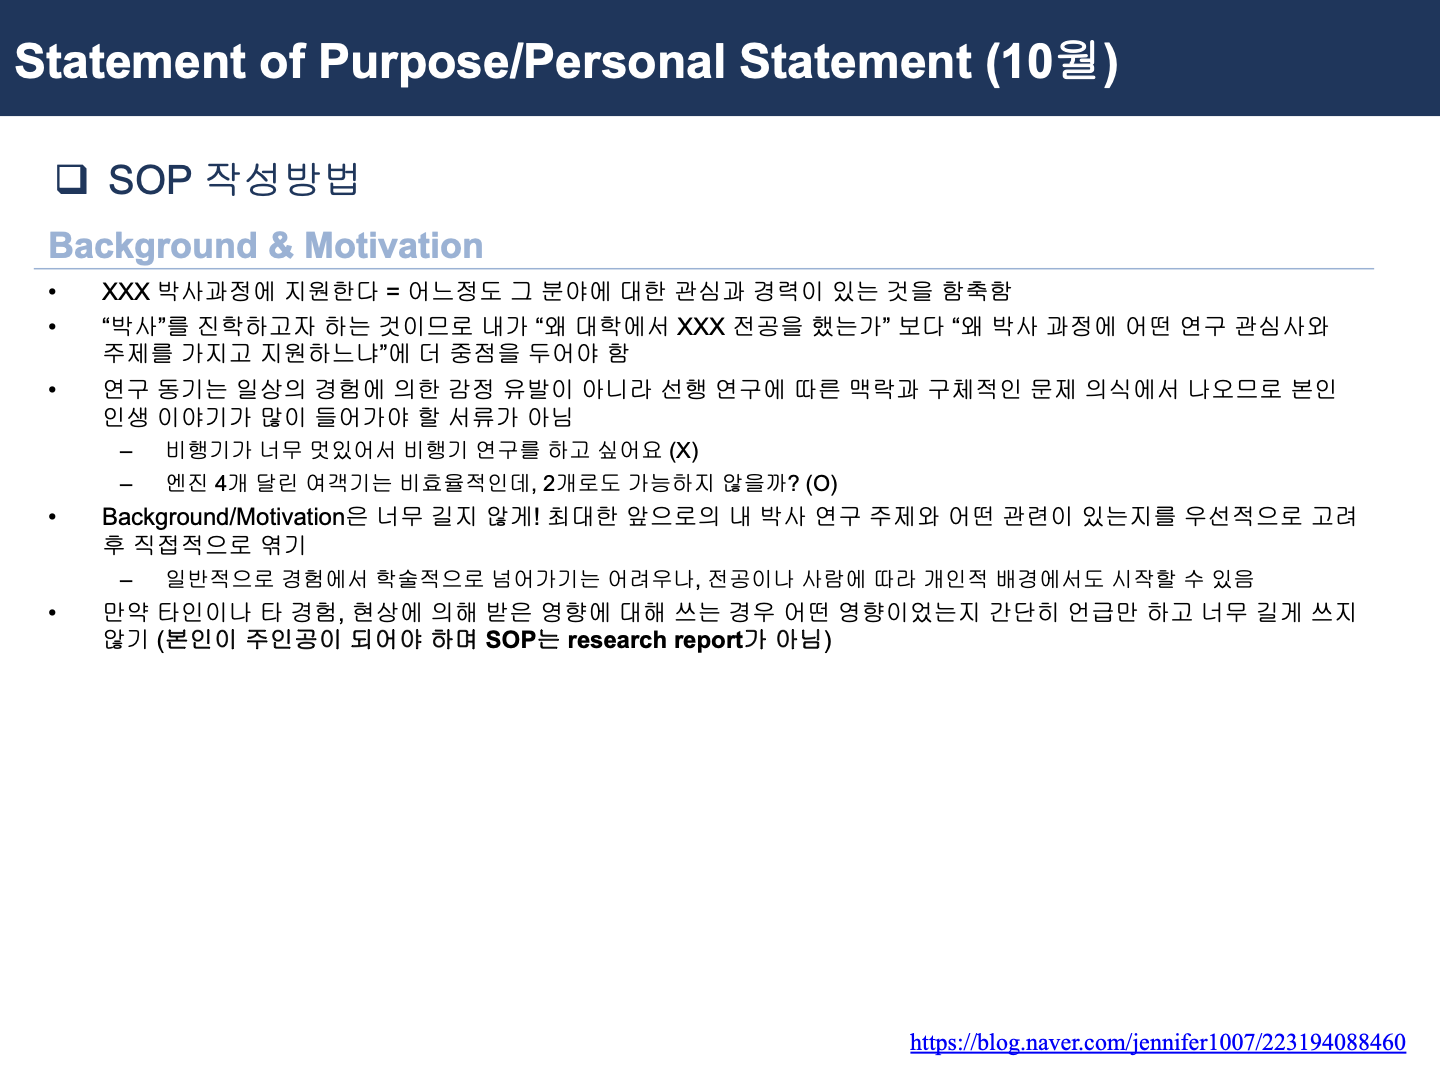 Statement of Purpose/Personal Statement (10월)
❑ SOP 작성방법
Background & Motivation
• XXX 박사과정에 지원한다 = 어느정도 그 분야에 대한 관심과 경력이 있는 것을 함축함
• “박사”를 진학하고자 하는 것이므로 내가 “왜 대학에서 XXX 전공을 했는가” 보다 “왜 박사 과정에 어떤 연구 관심사와
주제를 가지고 지원하느냐”에 더 중점을 두어야 함
• 연구 동기는 일상의 경험에 의한 감정 유발이 아니라 선행 연구에 따른 맥락과 구체적인 문제 의식에서 나오므로 본인
인생 이야기가 많이 들어가야 할 서류가 아님
– 비행기가 너무 멋있어서 비행기 연구를 하고 싶어요 (X)
– 엔진 4개 달린 여객기는 비효율적인데, 2개로도 가능하지 않을까? (O)
• Background/Motivation은 너무 길지 않게! 최대한 앞으로의 내 박사 연구 주제와 어떤 관련이 있는지를 우선적으로 고려
후 직접적으로 엮기
– 일반적으로 경험에서 학술적으로 넘어가기는 어려우나, 전공이나 사람에 따라 개인적 배경에서도 시작할 수 있음
• 만약 타인이나 타 경험, 현상에 의해 받은 영향에 대해 쓰는 경우 어떤 영향이었는지 간단히 언급만 하고 너무 길게 쓰지
않기 (본인이 주인공이 되어야 하며 SOP는 research report가 아님)
https://blog.naver.com/jennifer1007/223194088460